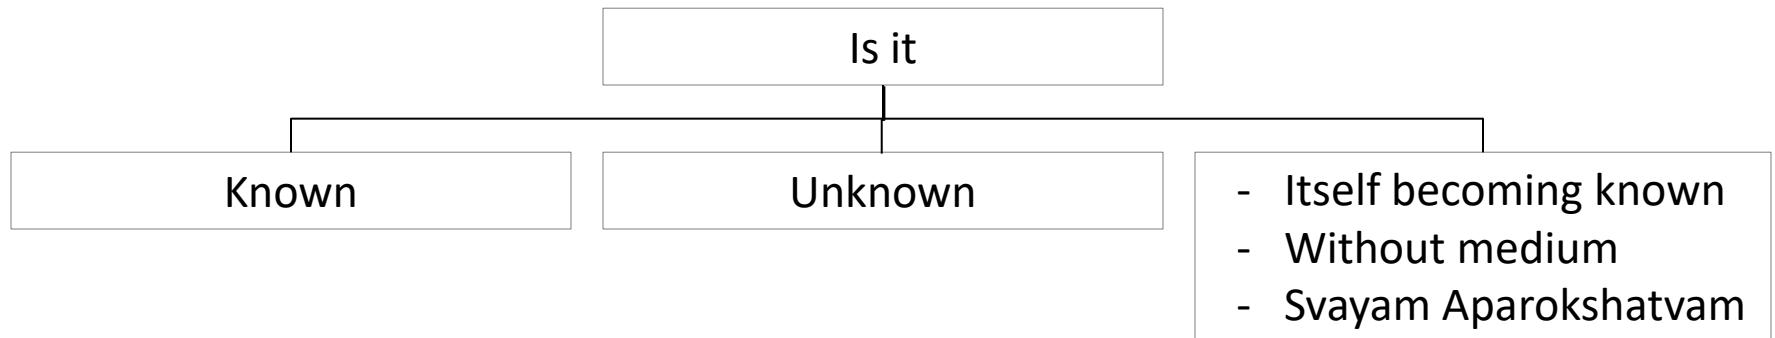 Is it
Known
Unknown
- Itself becoming known
- Without medium
- Svayam Aparokshatvam